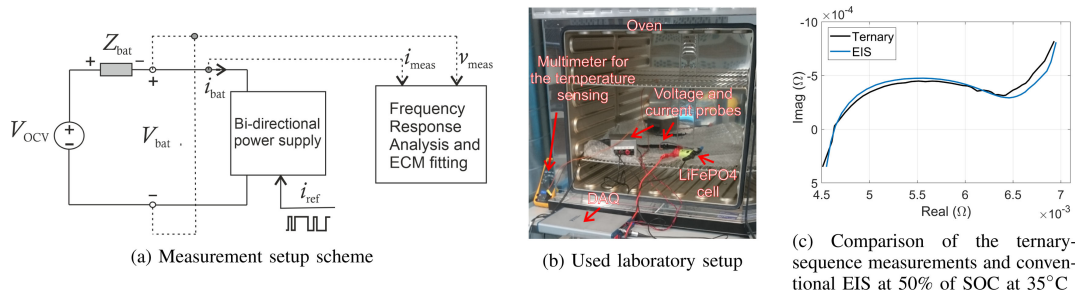 Z_bat
+ −
+
i_bat
i_meas
v_meas
V_OCV
+
−
V_bat
−
Bi-directional
power supply
i_ref
Frequency
Response
Analysis and
ECM fitting
(a) Measurement setup scheme
Oven
Multimeter for
the temperature
sensing
Voltage and
current probes
LiFePO4
cell
DAQ
(b) Used laboratory setup
×10⁻⁴
-10
-5
0
5
Imag (Ω)
Ternary
EIS
4.5 5 5.5 6 6.5 7
Real (Ω)
×10⁻³
(c) Comparison of the ternary-
sequence measurements and conven-
tional EIS at 50% of SOC at 35°C